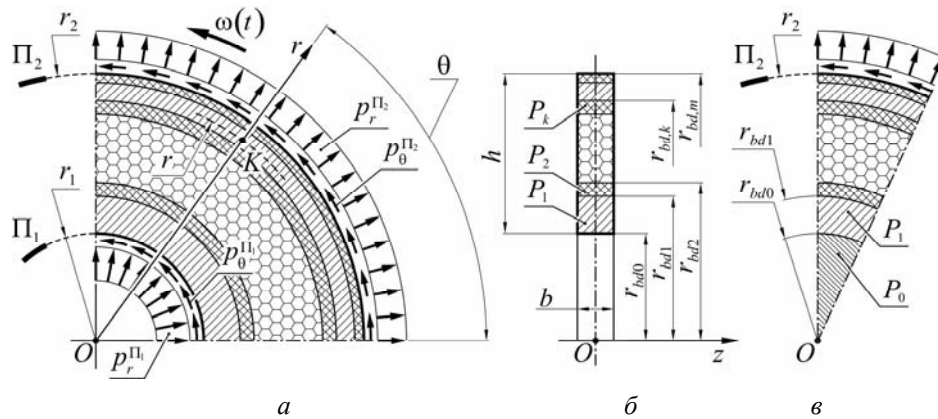 r₂
ω(t)
r
θ
Π₂
p_r^Π₂
p_θ^Π₂
r
K
r₁
Π₁
p_θ^Π₁
O
p_r^Π₁
а
h
P_k
P₂
P₁
r_bd,k
r_bd,m
b
r_bd0
r_bd1
r_bd2
O
z
б
r₂
Π₂
r_bd1
r_bd0
P₁
P₀
O
в